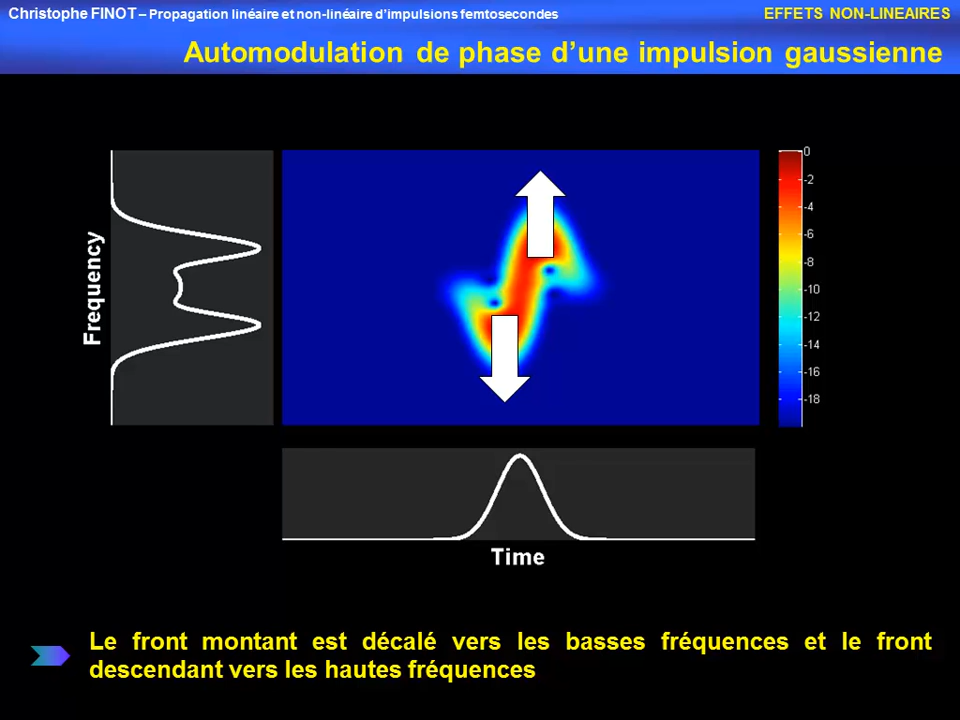 Christophe FINOT – Propagation linéaire et non-linéaire d'impulsions femtosecondes
EFFETS NON-LINEAIRES
Automodulation de phase d'une impulsion gaussienne
Frequency
0
-2
-4
-6
-8
-10
-12
-14
-16
-18
Time
Le front montant est décalé vers les basses fréquences et le front
descendant vers les hautes fréquences